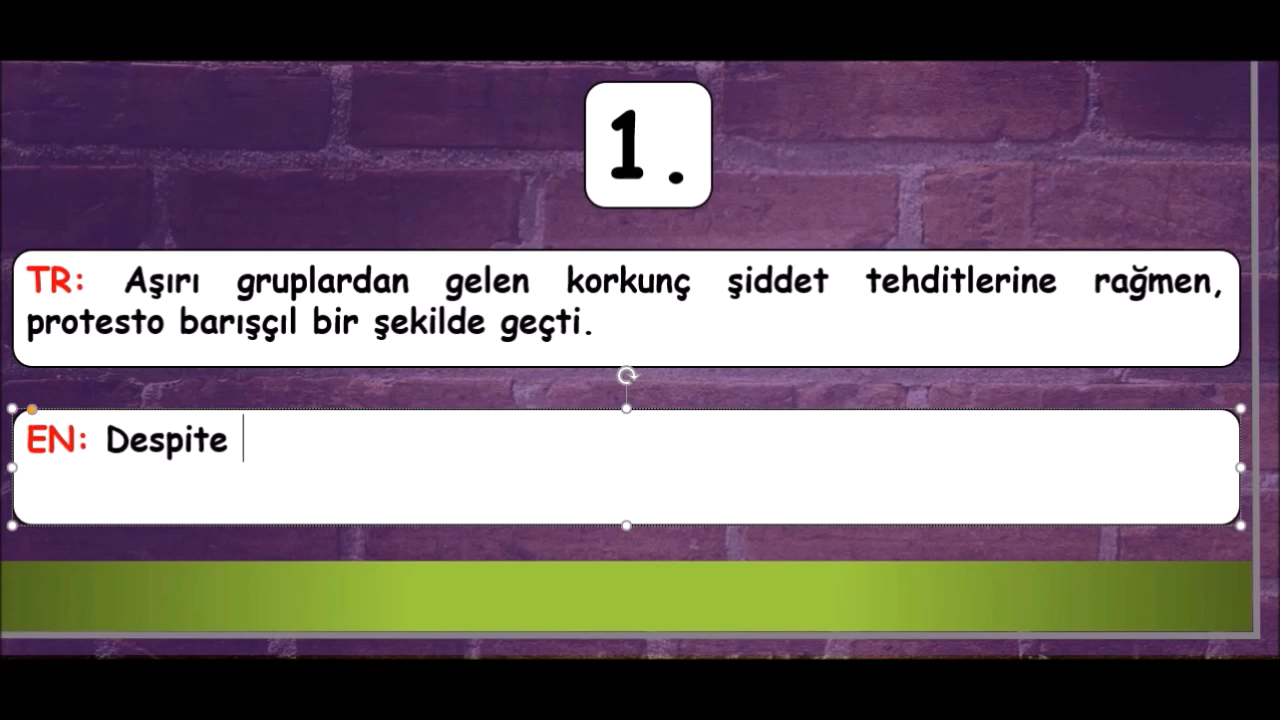 1.
TR: Aşırı gruplardan gelen korkunç şiddet tehditlerine rağmen,
protesto barışçıl bir şekilde geçti.
EN: Despite